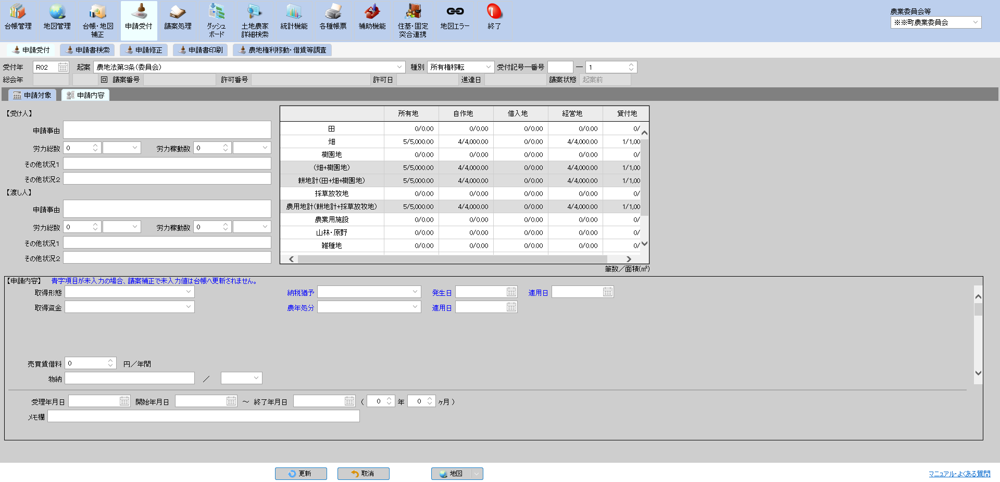 台帳管理 地図管理 台帳・地図補正 申請受付 議案処理 ダッシュボード 土地農家詳細検索 統計機能 各種帳票 補助機能 住基・固定突合連携 地図エラー 終了
農業委員会等
※※町農業委員会
申請受付 申請書検索 申請修正 申請書印刷 農地権利移動・借賃等調査
受付年 R02 起案 農地法第3条(委員会) 種別 所有権移転 受付記号ー番号 ー 1
総会年 回 議案番号 許可番号 許可日 進達日 議案状態 起案前
申請対象 申請内容
【受け人】
申請事由
労力総数 0 労力稼動数 0
その他状況1
その他状況2
【渡し人】
申請事由
労力総数 0 労力稼動数 0
その他状況1
その他状況2
所有地 自作地 借入地 経営地 貸付地
田 0/0.00 0/0.00 0/0.00 0/0.00 0/
畑 5/5,000.00 4/4,000.00 0/0.00 4/4,000.00 1/1,00
樹園地 0/0.00 0/0.00 0/0.00 0/0.00 0/
(畑+樹園地) 5/5,000.00 4/4,000.00 0/0.00 4/4,000.00 1/1,00
耕地計(田+畑+樹園地) 5/5,000.00 4/4,000.00 0/0.00 4/4,000.00 1/1,00
採草放牧地 0/0.00 0/0.00 0/0.00 0/0.00 0/
農用地計(耕地計+採草放牧地) 5/5,000.00 4/4,000.00 0/0.00 4/4,000.00 1/1,00
農業用施設 0/0.00 0/0.00 0/0.00 0/0.00 0/
山林・原野 0/0.00 0/0.00 0/0.00 0/0.00 0/
雑種地 0/0.00 0/0.00 0/0.00 0/0.00 0/
筆数/面積(㎡)
【申請内容】 青字項目が未入力の場合、議案補正で未入力値は台帳へ更新されません。
取得形態 納税猶予 発生日 適用日
取得資金 農年処分 適用日
売買賃借料 0 円/年間
物納 /
受理年月日 開始年月日 ～ 終了年月日 ( 0 年 0 ヶ月 )
メモ欄
更新 取消 地図 マニュアル・よくある質問